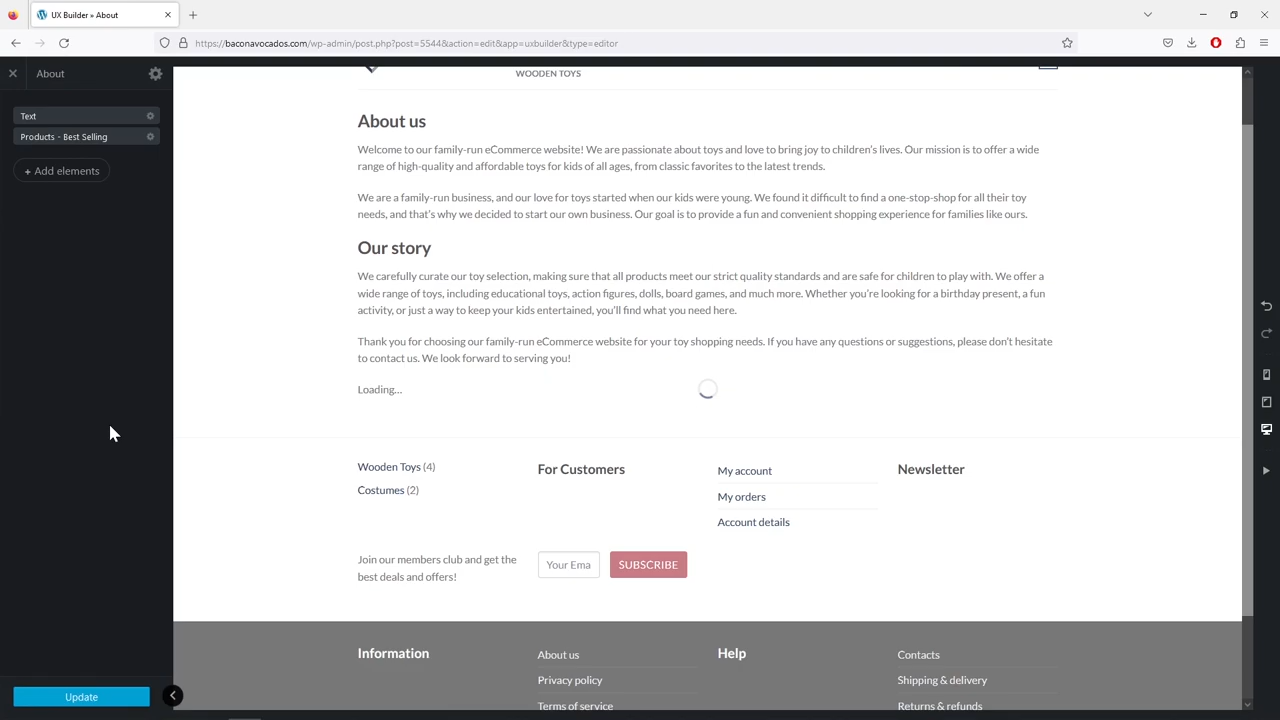 UX Builder » About
https://baconavocados.com/wp-admin/post.php?post=5544&action=edit&app=uxbuilder&type=editor
About
Text
Products - Best Selling
+ Add elements
Update
WOODEN TOYS
About us
Welcome to our family-run eCommerce website! We are passionate about toys and love to bring joy to children's lives. Our mission is to offer a wide
range of high-quality and affordable toys for kids of all ages, from classic favorites to the latest trends.
We are a family-run business, and our love for toys started when our kids were young. We found it difficult to find a one-stop-shop for all their toy
needs, and that's why we decided to start our own business. Our goal is to provide a fun and convenient shopping experience for families like ours.
Our story
We carefully curate our toy selection, making sure that all products meet our strict quality standards and are safe for children to play with. We offer a
wide range of toys, including educational toys, action figures, dolls, board games, and much more. Whether you're looking for a birthday present, a fun
activity, or just a way to keep your kids entertained, you'll find what you need here.
Thank you for choosing our family-run eCommerce website for your toy shopping needs. If you have any questions or suggestions, please don't hesitate
to contact us. We look forward to serving you!
Loading...
Wooden Toys (4)
Costumes (2)
For Customers
My account
My orders
Account details
Newsletter
Join our members club and get the
best deals and offers!
Your Ema
SUBSCRIBE
Information
About us
Privacy policy
Terms of service
Help
Contacts
Shipping & delivery
Returns & refunds